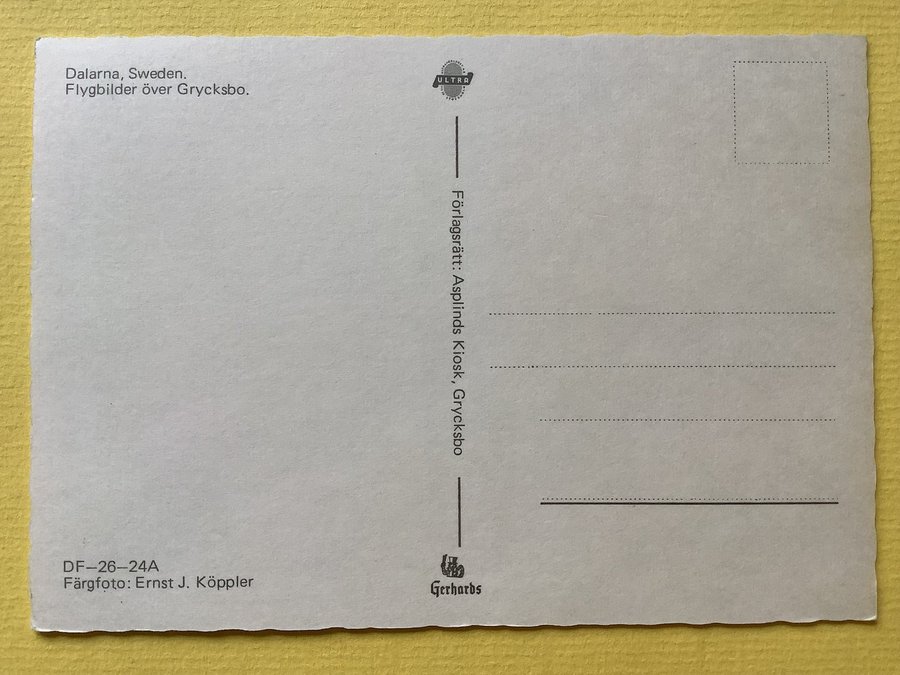 Dalarna, Sweden.
Flygbilder över Grycksbo.
ULTRA
Förlagsrätt: Asplinds Kiosk, Grycksbo
DF—26—24A
Färgfoto: Ernst J. Köppler
Gerhards